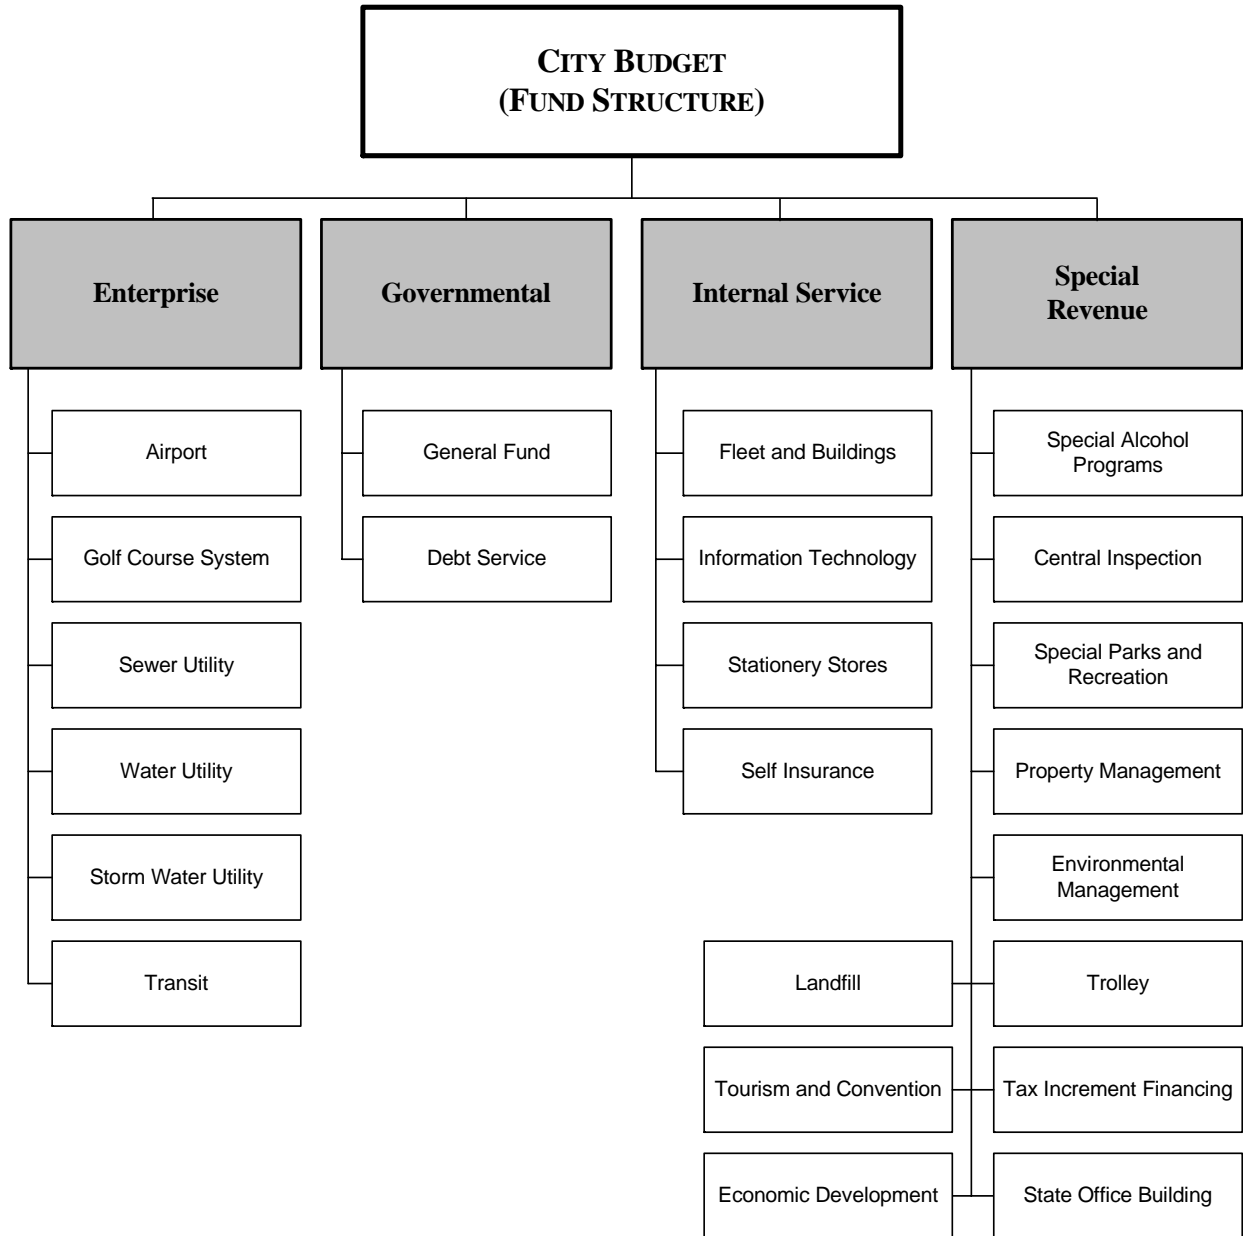 CITY BUDGET
(FUND STRUCTURE)
Enterprise
Governmental
Internal Service
Special
Revenue
Airport
Golf Course System
Sewer Utility
Water Utility
Storm Water Utility
Transit
General Fund
Debt Service
Fleet and Buildings
Information Technology
Stationery Stores
Self Insurance
Special Alcohol
Programs
Central Inspection
Special Parks and
Recreation
Property Management
Environmental
Management
Landfill
Trolley
Tourism and Convention
Tax Increment Financing
Economic Development
State Office Building